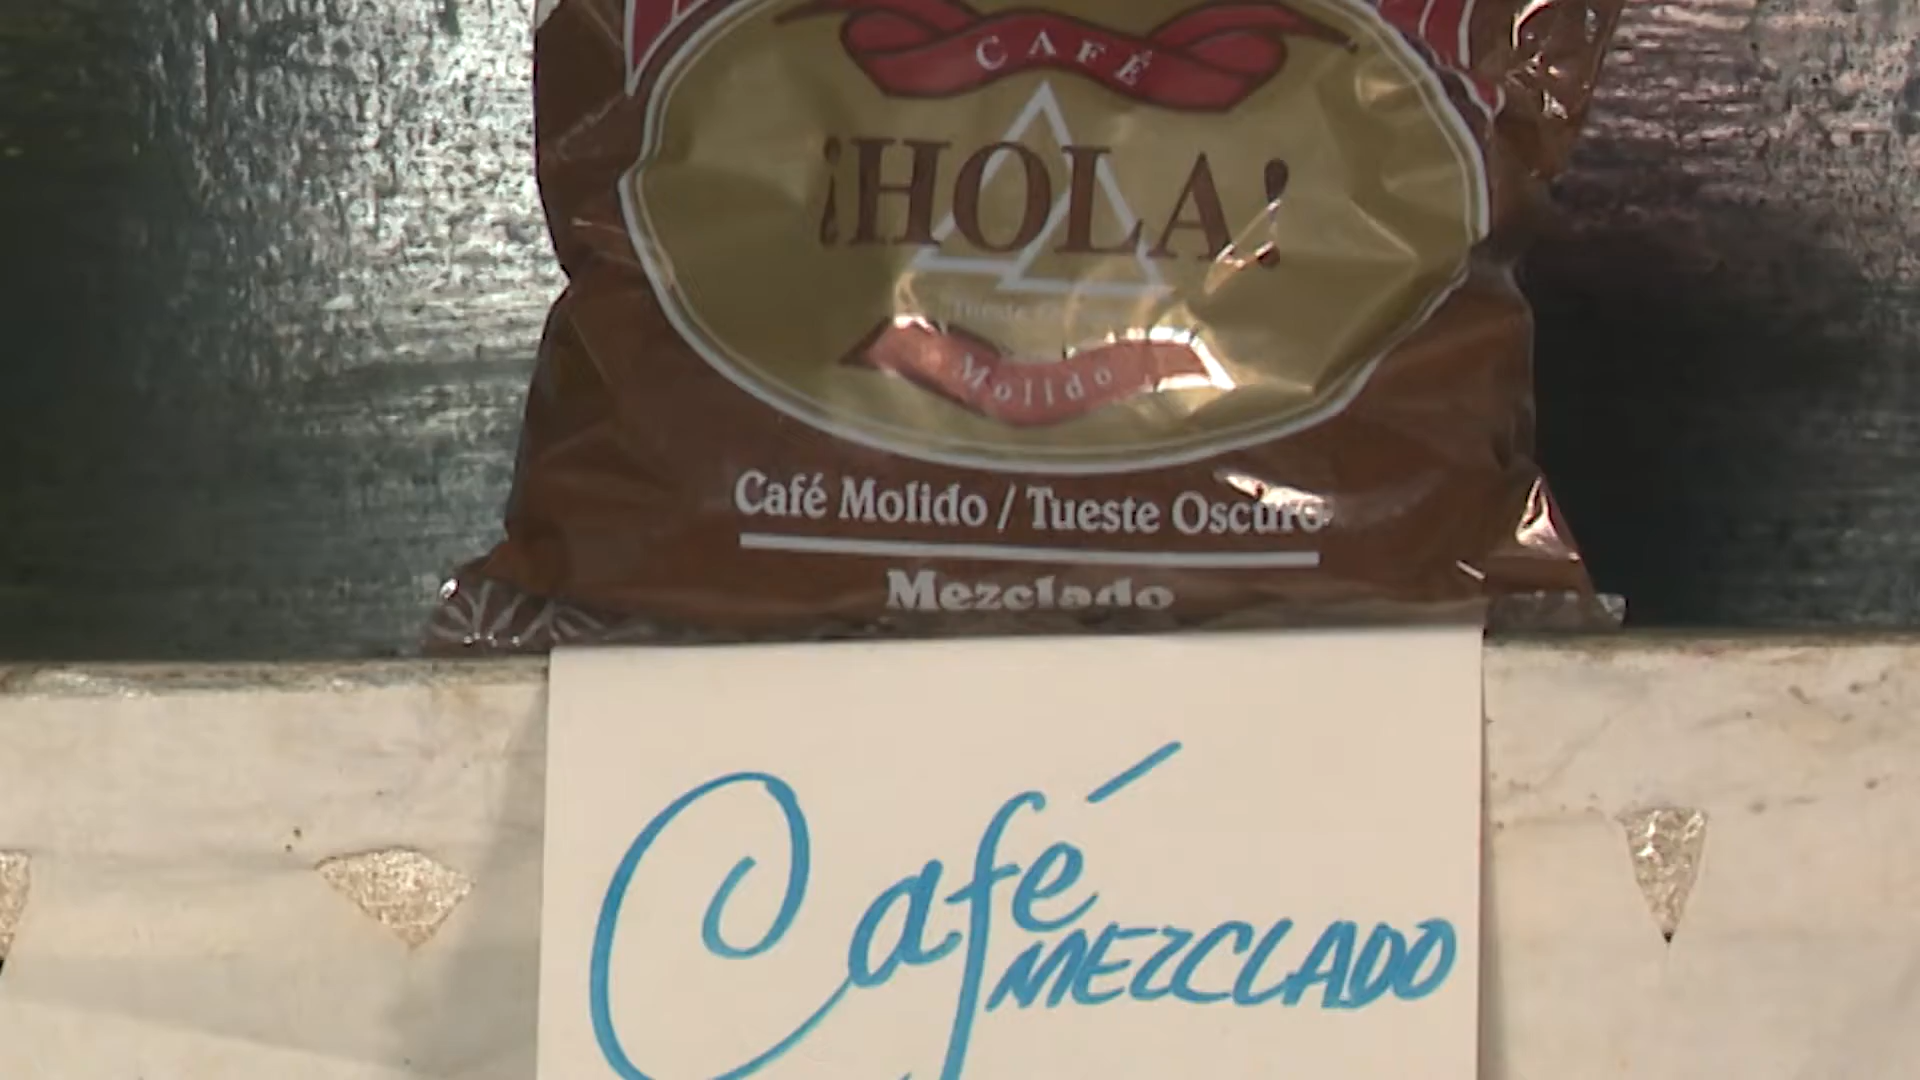 CAFÉ
¡HOLA!
Molido
Café Molido / Tueste Oscuro
Mezclado
Café
MEZCLADO